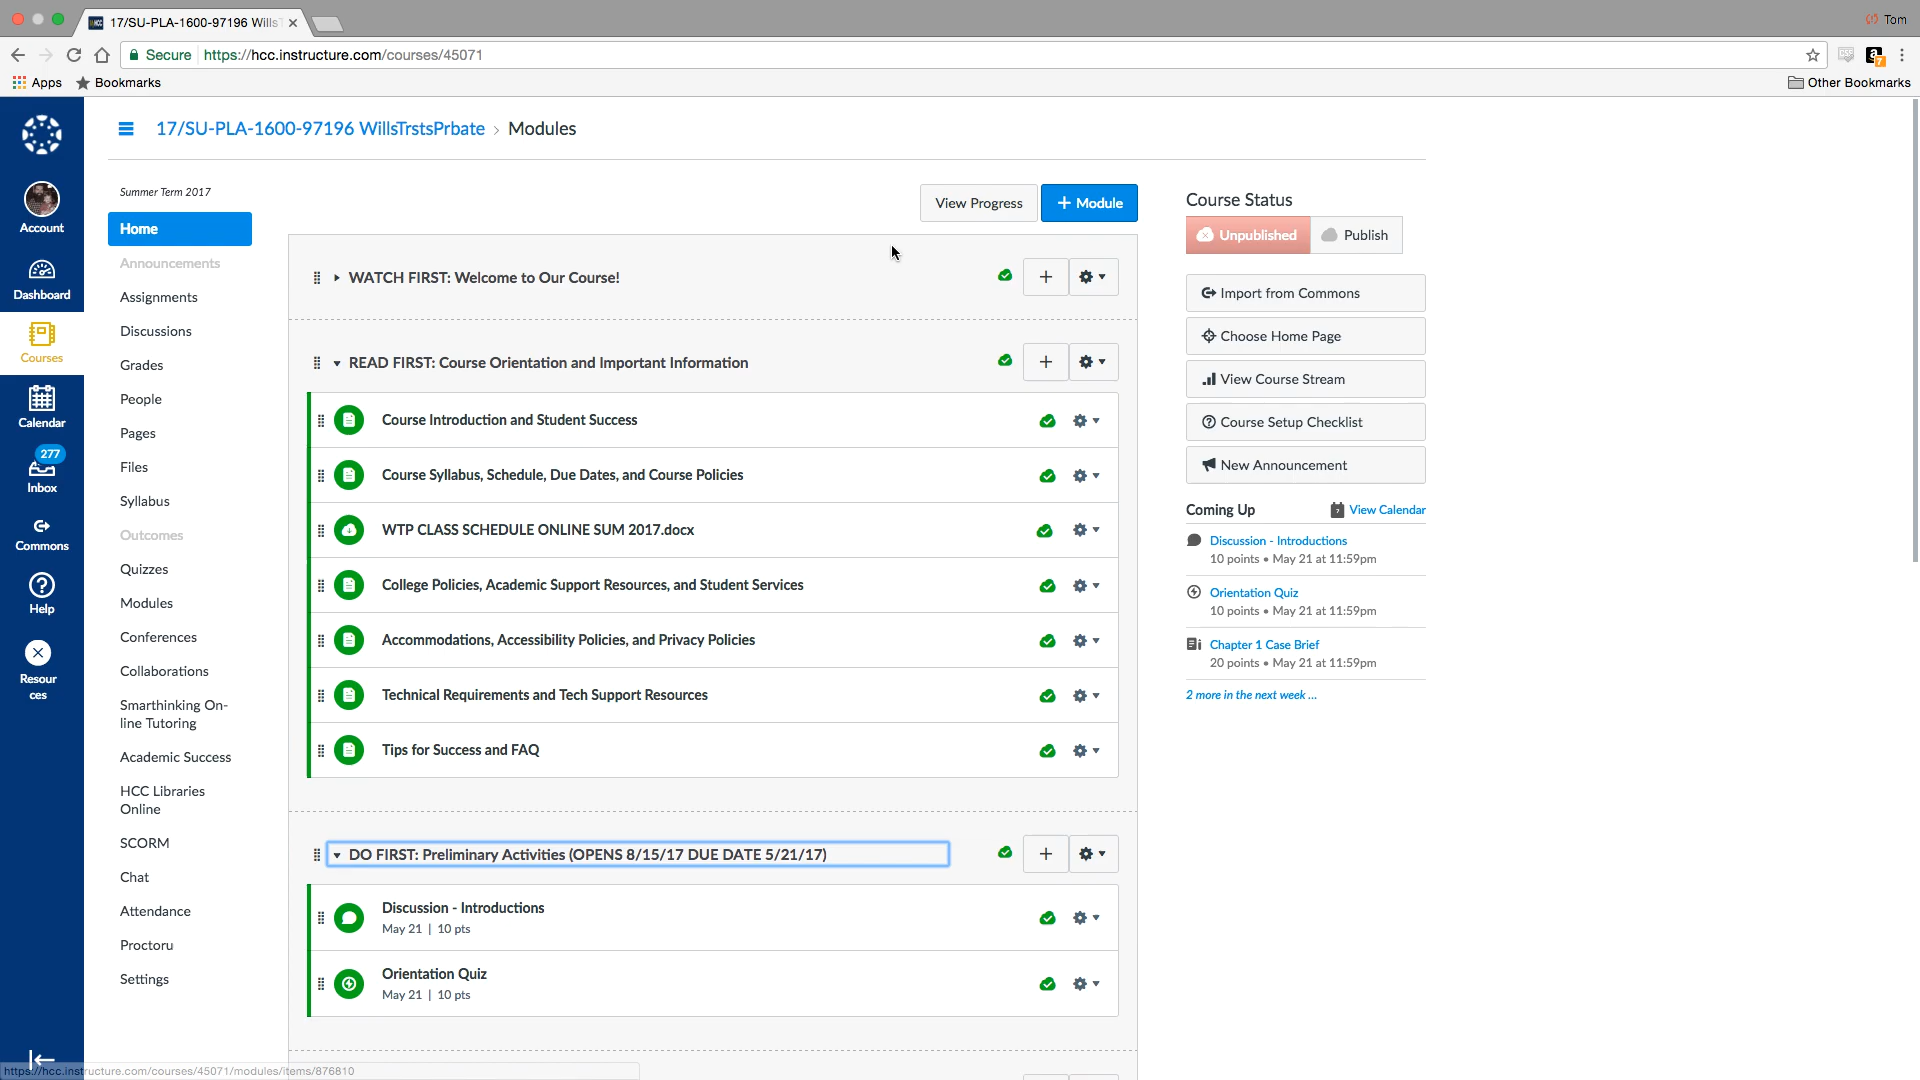 17/SU-PLA-1600-97196 Wills
Tom
Secure https://hcc.instructure.com/courses/45071
7
Apps Bookmarks
Other Bookmarks
17/SU-PLA-1600-97196 WillsTrstsPrbate > Modules
Account
Dashboard
Courses
Calendar
277
Inbox
Commons
Help
Resour
ces
Summer Term 2017
Home
Announcements
Assignments
Discussions
Grades
People
Pages
Files
Syllabus
Outcomes
Quizzes
Modules
Conferences
Collaborations
Smarthinking On-
line Tutoring
Academic Success
HCC Libraries
Online
SCORM
Chat
Attendance
Proctoru
Settings
View Progress
+ Module
WATCH FIRST: Welcome to Our Course!
READ FIRST: Course Orientation and Important Information
Course Introduction and Student Success
Course Syllabus, Schedule, Due Dates, and Course Policies
WTP CLASS SCHEDULE ONLINE SUM 2017.docx
College Policies, Academic Support Resources, and Student Services
Accommodations, Accessibility Policies, and Privacy Policies
Technical Requirements and Tech Support Resources
Tips for Success and FAQ
DO FIRST: Preliminary Activities (OPENS 8/15/17 DUE DATE 5/21/17)
Discussion - Introductions
May 21 | 10 pts
Orientation Quiz
May 21 | 10 pts
Course Status
Unpublished
Publish
Import from Commons
Choose Home Page
View Course Stream
Course Setup Checklist
New Announcement
Coming Up
View Calendar
Discussion - Introductions
10 points • May 21 at 11:59pm
Orientation Quiz
10 points • May 21 at 11:59pm
Chapter 1 Case Brief
20 points • May 21 at 11:59pm
2 more in the next week ...
https://hcc.instructure.com/courses/45071/modules/items/876810